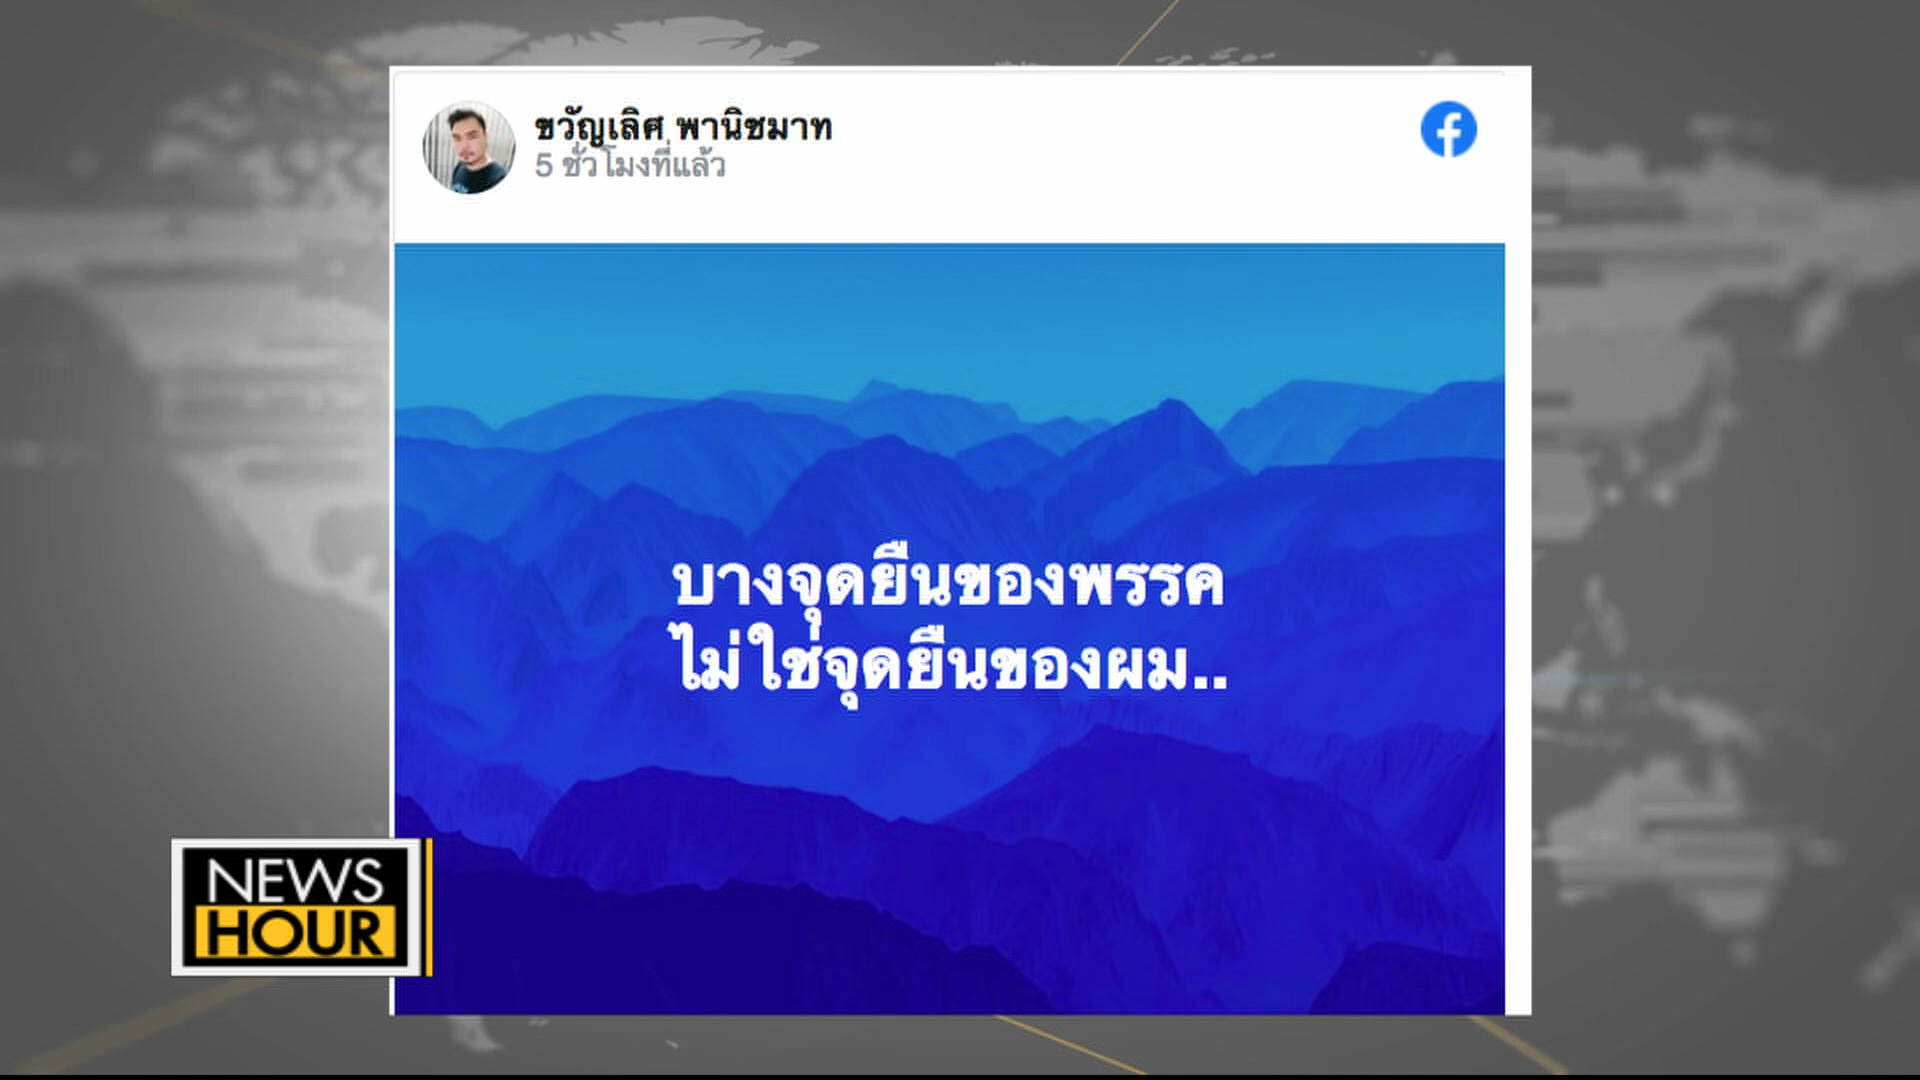 ขวัญเลิศ พานิชมาท
5 ชั่วโมงที่แล้ว
บางจุดยืนของพรรค
ไม่ใช่จุดยืนของผม..
NEWS
HOUR